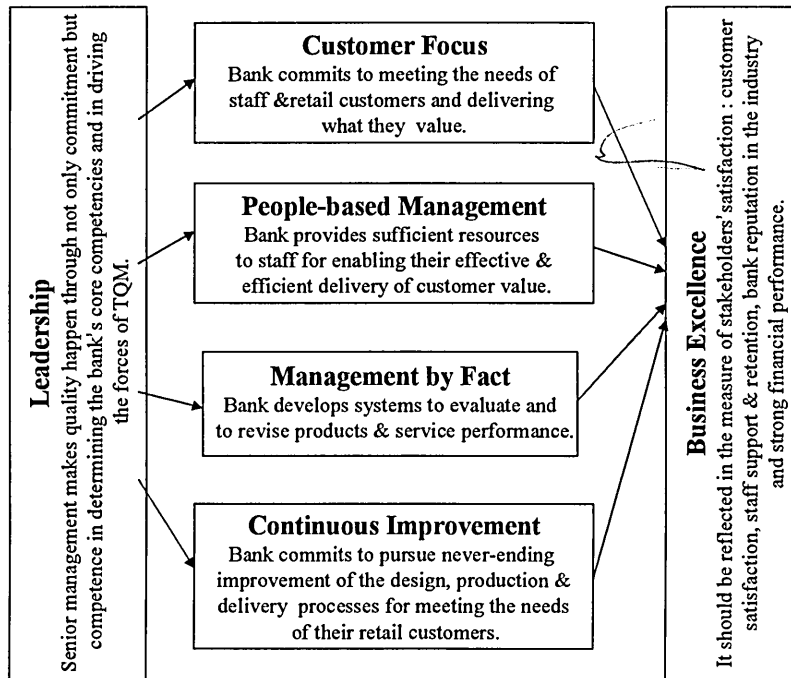 Leadership
Senior management makes quality happen through not only commitment but
competence in determining the bank's core competencies and in driving
the forces of TQM.
Customer Focus
Bank commits to meeting the needs of
staff &retail customers and delivering
what they value.
People-based Management
Bank provides sufficient resources
to staff for enabling their effective &
efficient delivery of customer value.
Management by Fact
Bank develops systems to evaluate and
to revise products & service performance.
Continuous Improvement
Bank commits to pursue never-ending
improvement of the design, production &
delivery processes for meeting the needs
of their retail customers.
Business Excellence
It should be reflected in the measure of stakeholders' satisfaction : customer
satisfaction, staff support & retention, bank reputation in the industry
and strong financial performance.